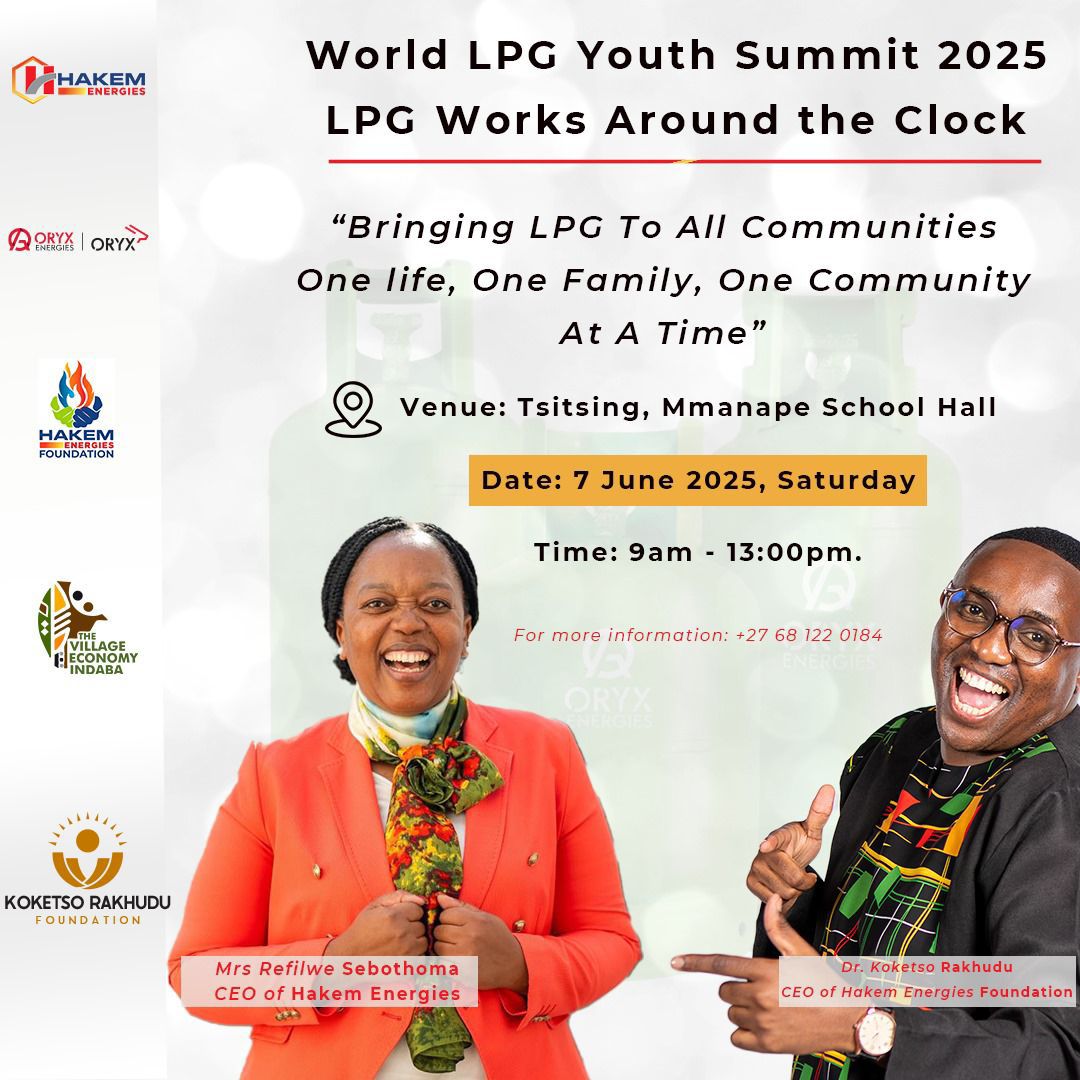 HAKEM
ENERGIES
ORYX
ENERGIES
ORYX
HAKEM
ENERGIES
FOUNDATION
THE
VILLAGE
ECONOMY
INDABA
KOKETSO RAKHUDU
FOUNDATION
World LPG Youth Summit 2025
LPG Works Around the Clock
“Bringing LPG To All Communities
One life, One Family, One Community
At A Time”
Venue: Tsitsing, Mmanape School Hall
Date: 7 June 2025, Saturday
Time: 9am - 13:00pm.
For more information: +27 68 122 0184
ORYX
ENERGIES
ENERGIES
Mrs Refilwe Sebothoma
CEO of Hakem Energies
Dr. Koketso Rakhudu
CEO of Hakem Energies Foundation